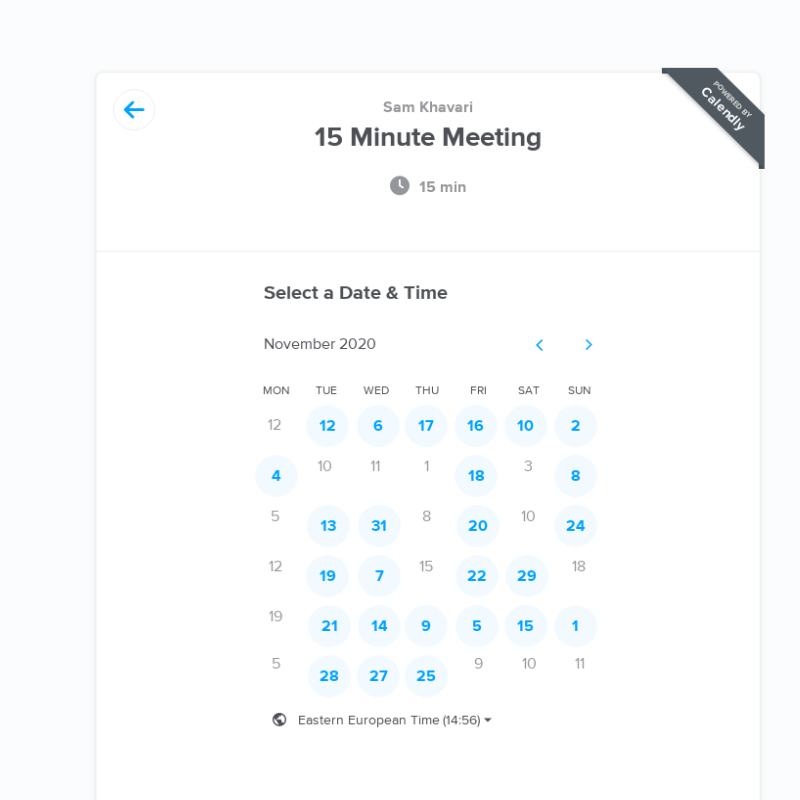 Sam Khavari
15 Minute Meeting
POWERED BY
Calendly
15 min
Select a Date & Time
November 2020
MON TUE WED THU FRI SAT SUN
12 12 6 17 16 10 2
4 10 11 1 18 3 8
5 13 31 8 20 10 24
12 19 7 15 22 29 18
19 21 14 9 5 15 1
5 28 27 25 9 10 11
Eastern European Time (14:56)